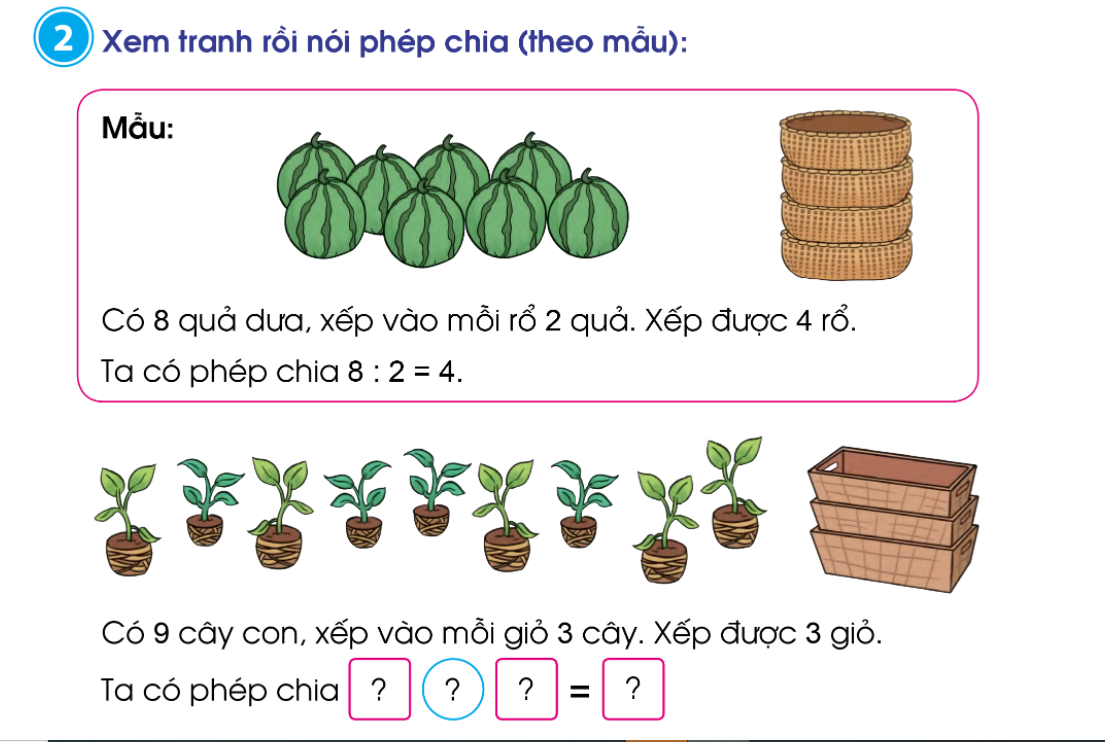 2 Xem tranh rồi nói phép chia (theo mẫu):
Mẫu:
Có 8 quả dưa, xếp vào mỗi rổ 2 quả. Xếp được 4 rổ.
Ta có phép chia 8 : 2 = 4.
Có 9 cây con, xếp vào mỗi giỏ 3 cây. Xếp được 3 giỏ.
Ta có phép chia ? ? ? = ?